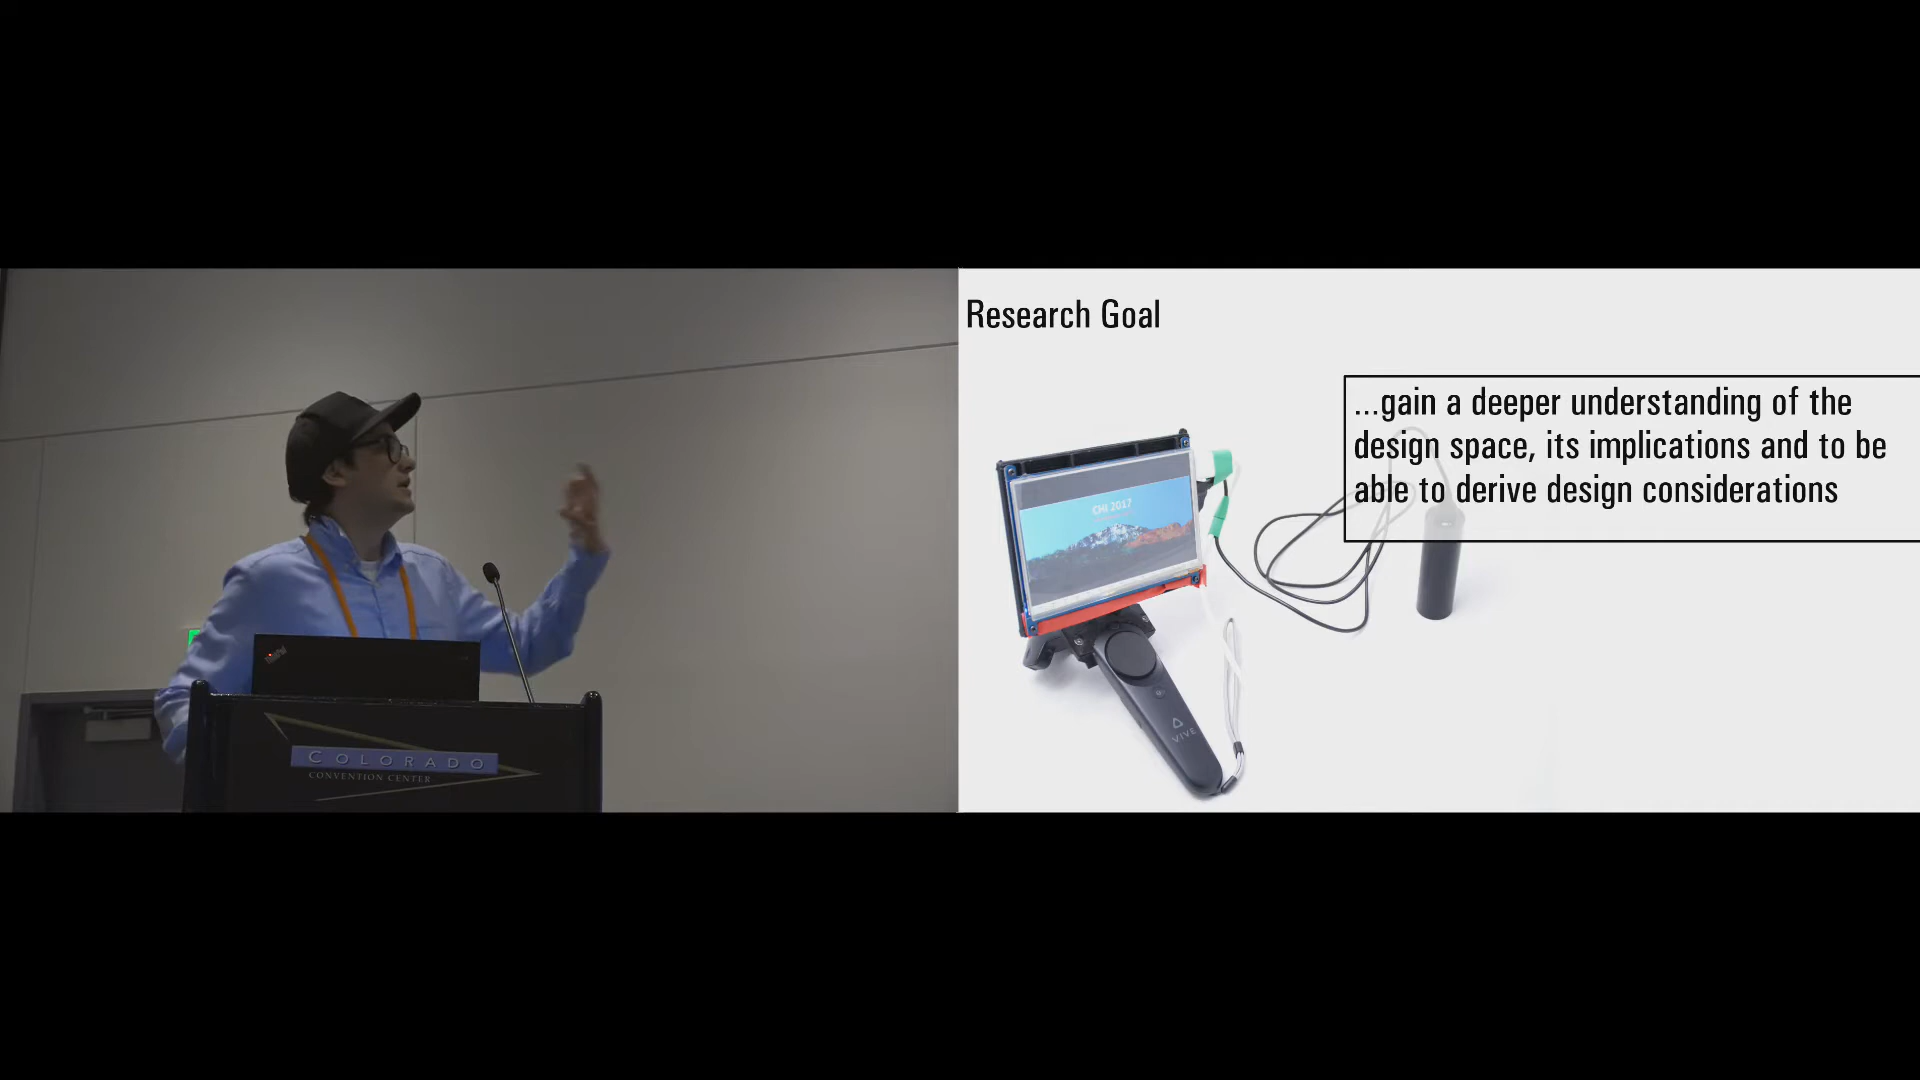 Research Goal
...gain a deeper understanding of the
design space, its implications and to be
able to derive design considerations
CHI 2017
VIVE
COLORADO
CONVENTION CENTER